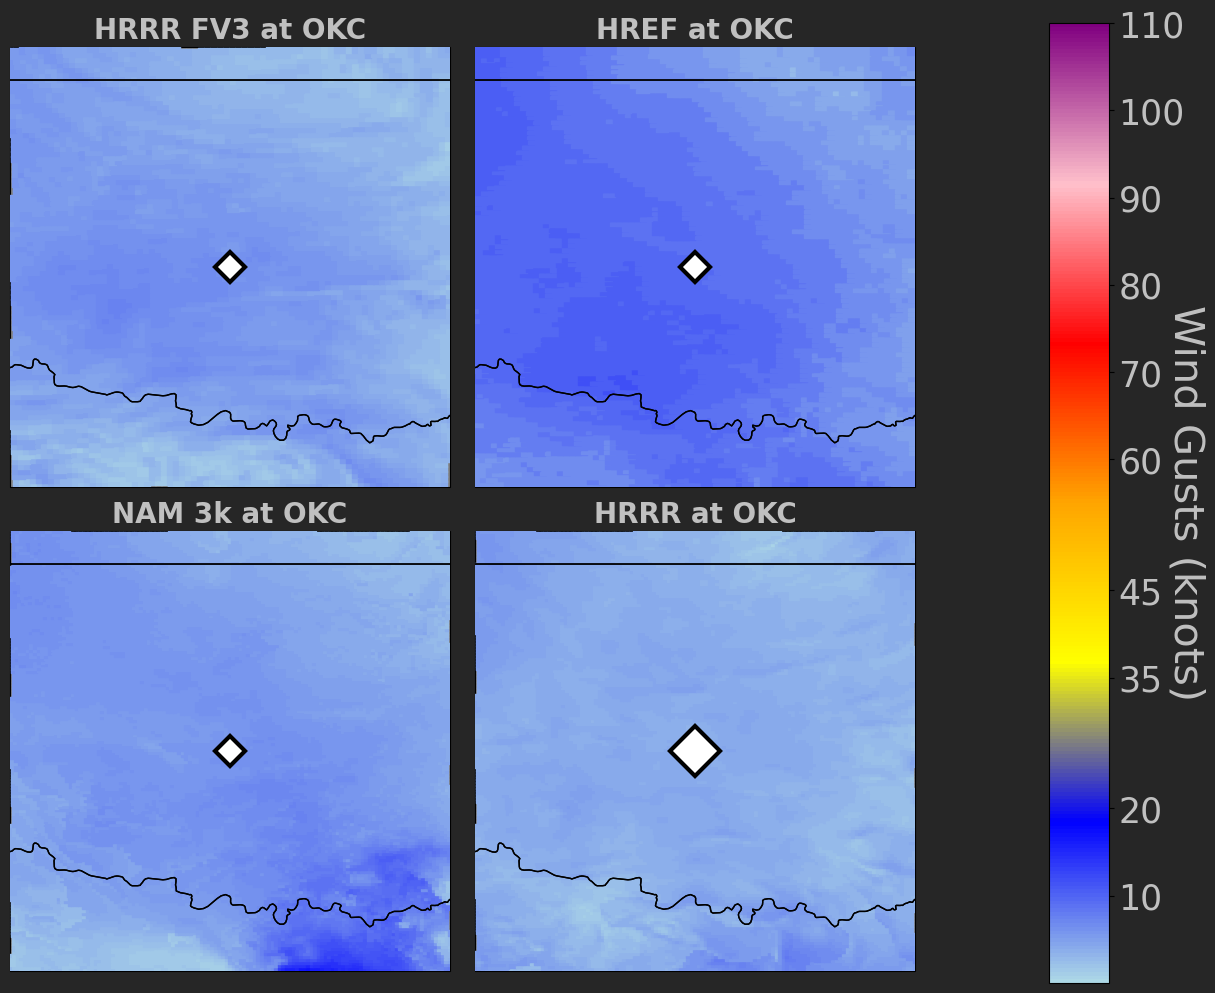 HRRR FV3 at OKC
HREF at OKC
NAM 3k at OKC
HRRR at OKC
110
100
90
80
70
60
45
35
20
10
Wind Gusts (knots)